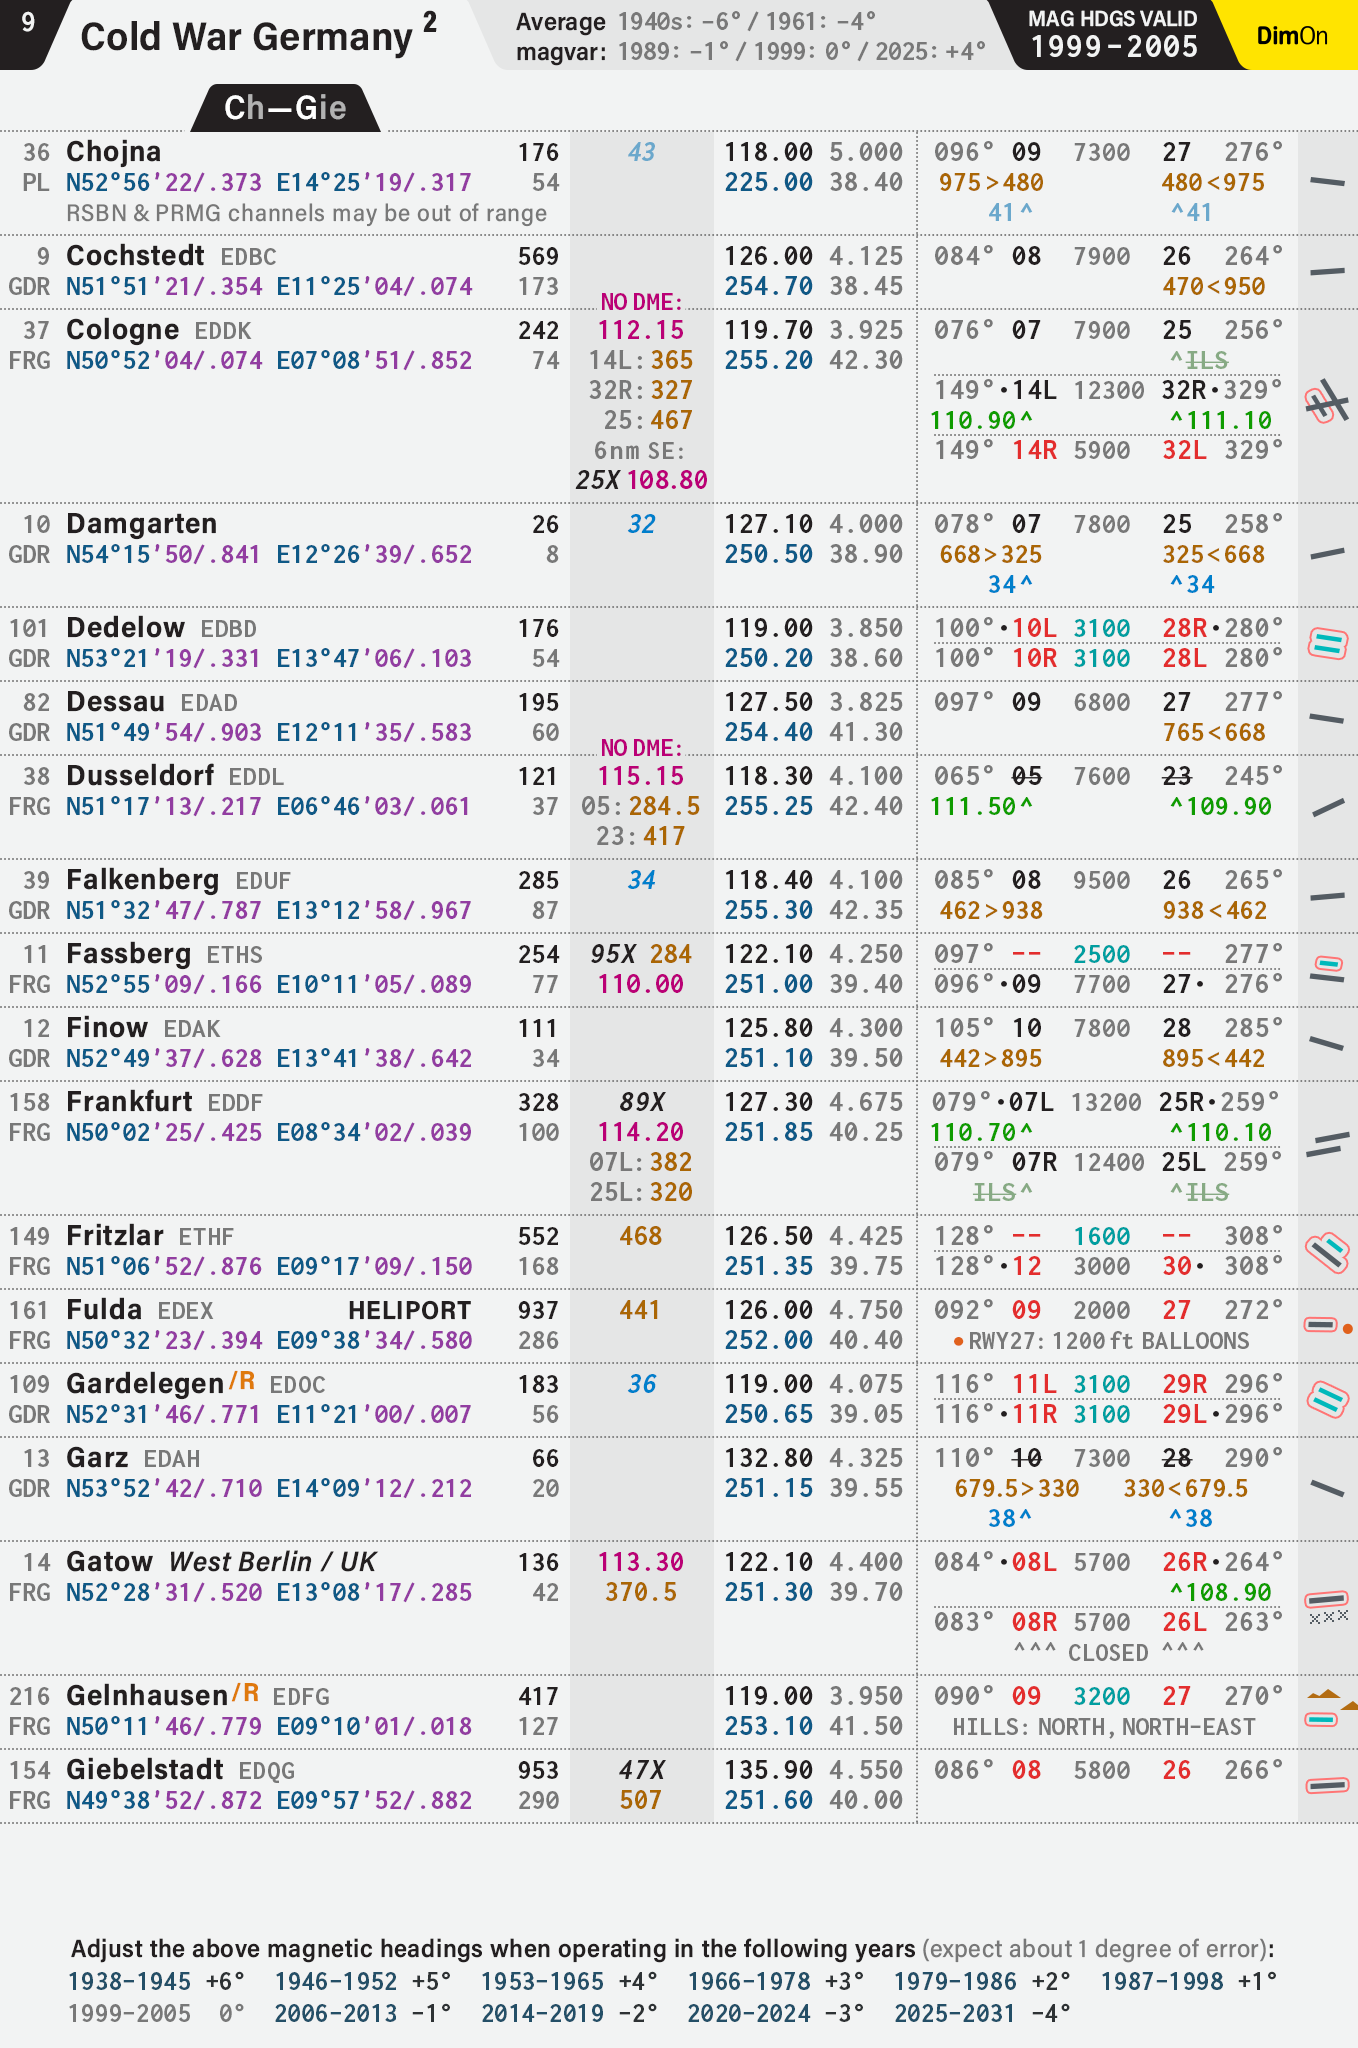 9 Cold War Germany 2 Average 1940s: −6° / 1961: −4° MAG HDGS VALID DimOn
magvar: 1989: −1° / 1999: 0° / 2025: +4° 1999-2005
Ch—Gie
36 Chojna 176 43 118.00 5.000 096° 09 7300 27 276°
PL N52°56'22/.373 E14°25'19/.317 54 225.00 38.40 975>480 480<975
RSBN & PRMG channels may be out of range 41^ ^41
9 Cochstedt EDBC 569 126.00 4.125 084° 08 7900 26 264°
GDR N51°51'21/.354 E11°25'04/.074 173 254.70 38.45 470<950
NO DME:
37 Cologne EDDK 242 112.15 119.70 3.925 076° 07 7900 25 256°
FRG N50°52'04/.074 E07°08'51/.852 74 14L:365 255.20 42.30 ^ILS
32R:327 149°•14L 12300 32R•329°
25:467 110.90^ ^111.10
6nm SE: 149° 14R 5900 32L 329°
25X 108.80
10 Damgarten 26 32 127.10 4.000 078° 07 7800 25 258°
GDR N54°15'50/.841 E12°26'39/.652 8 250.50 38.90 668>325 325<668
34^ ^34
101 Dedelow EDBD 176 119.00 3.850 100°•10L 3100 28R•280°
GDR N53°21'19/.331 E13°47'06/.103 54 250.20 38.60 100° 10R 3100 28L 280°
82 Dessau EDAD 195 127.50 3.825 097° 09 6800 27 277°
GDR N51°49'54/.903 E12°11'35/.583 60 254.40 41.30 765<668
NO DME:
38 Dusseldorf EDDL 121 115.15 118.30 4.100 065° 05 7600 23 245°
FRG N51°17'13/.217 E06°46'03/.061 37 05:284.5 255.25 42.40 111.50^ ^109.90
23:417
39 Falkenberg EDUF 285 34 118.40 4.100 085° 08 9500 26 265°
GDR N51°32'47/.787 E13°12'58/.967 87 255.30 42.35 462>938 938<462
11 Fassberg ETHS 254 95X 284 122.10 4.250 097° -- 2500 -- 277°
FRG N52°55'09/.166 E10°11'05/.089 77 110.00 251.00 39.40 096°•09 7700 27• 276°
12 Finow EDAK 111 125.80 4.300 105° 10 7800 28 285°
GDR N52°49'37/.628 E13°41'38/.642 34 251.10 39.50 442>895 895<442
158 Frankfurt EDDF 328 89X 127.30 4.675 079°•07L 13200 25R•259°
FRG N50°02'25/.425 E08°34'02/.039 100 114.20 251.85 40.25 110.70^ ^110.10
07L:382 079° 07R 12400 25L 259°
25L:320 ILS^ ^ILS
149 Fritzlar ETHF 552 468 126.50 4.425 128° -- 1600 -- 308°
FRG N51°06'52/.876 E09°17'09/.150 168 251.35 39.75 128°•12 3000 30• 308°
161 Fulda EDEX HELIPORT 937 441 126.00 4.750 092° 09 2000 27 272°
FRG N50°32'23/.394 E09°38'34/.580 286 252.00 40.40 •RWY27: 1200 ft BALLOONS
109 Gardelegen/R EDOC 183 36 119.00 4.075 116° 11L 3100 29R 296°
GDR N52°31'46/.771 E11°21'00/.007 56 250.65 39.05 116°•11R 3100 29L•296°
13 Garz EDAH 66 132.80 4.325 110° 10 7300 28 290°
GDR N53°52'42/.710 E14°09'12/.212 20 251.15 39.55 679.5>330 330<679.5
38^ ^38
14 Gatow West Berlin / UK 136 113.30 122.10 4.400 084°•08L 5700 26R•264°
FRG N52°28'31/.520 E13°08'17/.285 42 370.5 251.30 39.70 ^108.90
083° 08R 5700 26L 263°
^^^ CLOSED ^^^
216 Gelnhausen/R EDFG 417 119.00 3.950 090° 09 3200 27 270°
FRG N50°11'46/.779 E09°10'01/.018 127 253.10 41.50 HILLS: NORTH, NORTH-EAST
154 Giebelstadt EDQG 953 47X 135.90 4.550 086° 08 5800 26 266°
FRG N49°38'52/.872 E09°57'52/.882 290 507 251.60 40.00
Adjust the above magnetic headings when operating in the following years (expect about 1 degree of error):
1938-1945 +6° 1946-1952 +5° 1953-1965 +4° 1966-1978 +3° 1979-1986 +2° 1987-1998 +1°
1999-2005 0° 2006-2013 −1° 2014-2019 −2° 2020-2024 −3° 2025-2031 −4°